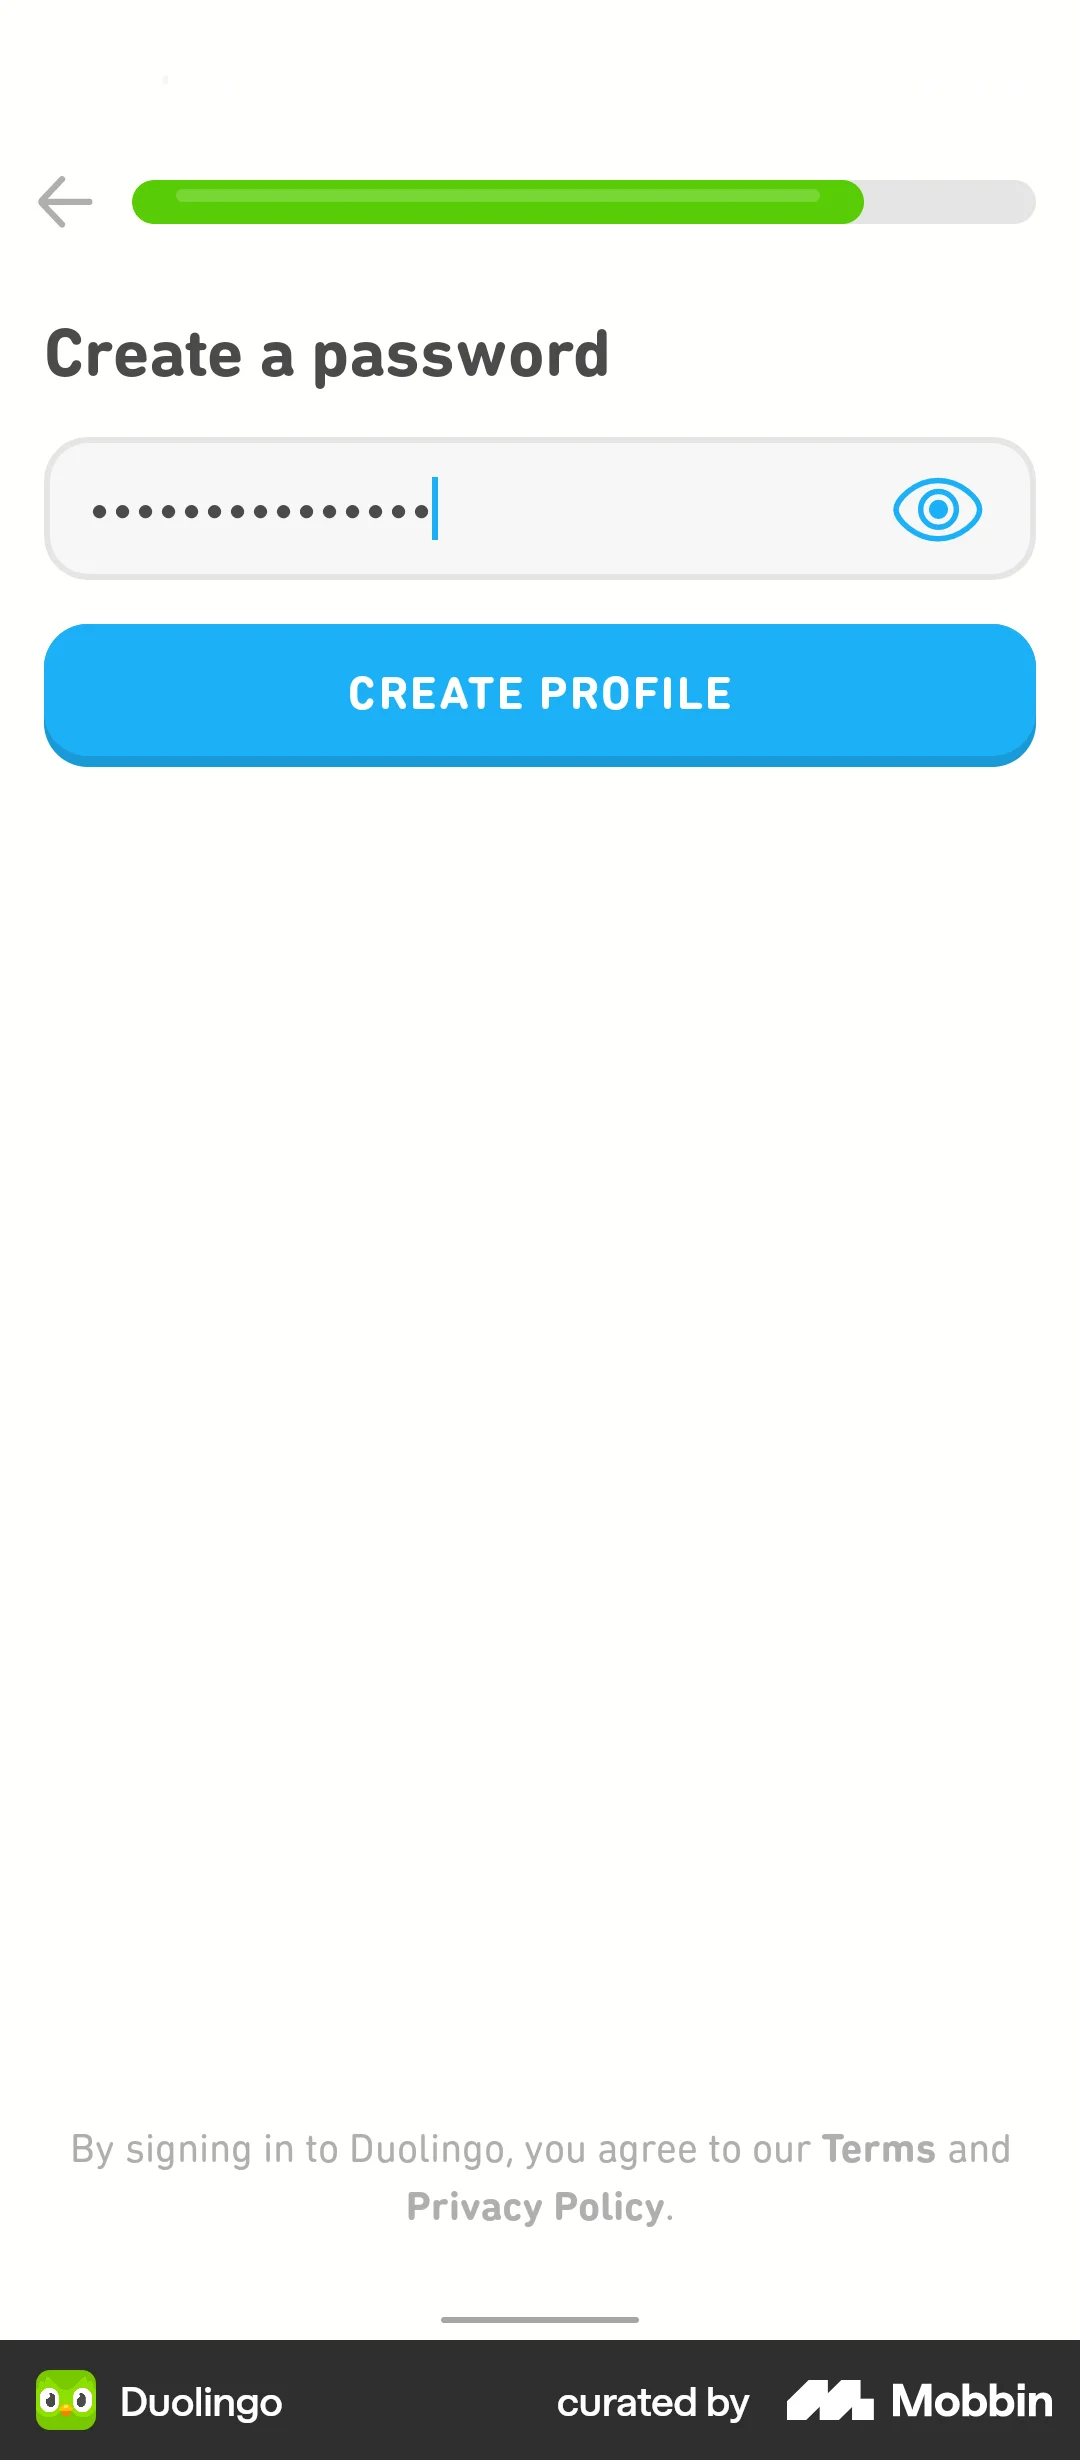 Create a password
•••••••••••••••
CREATE PROFILE
By signing in to Duolingo, you agree to our Terms and
Privacy Policy.
Duolingo
curated by Mobbin